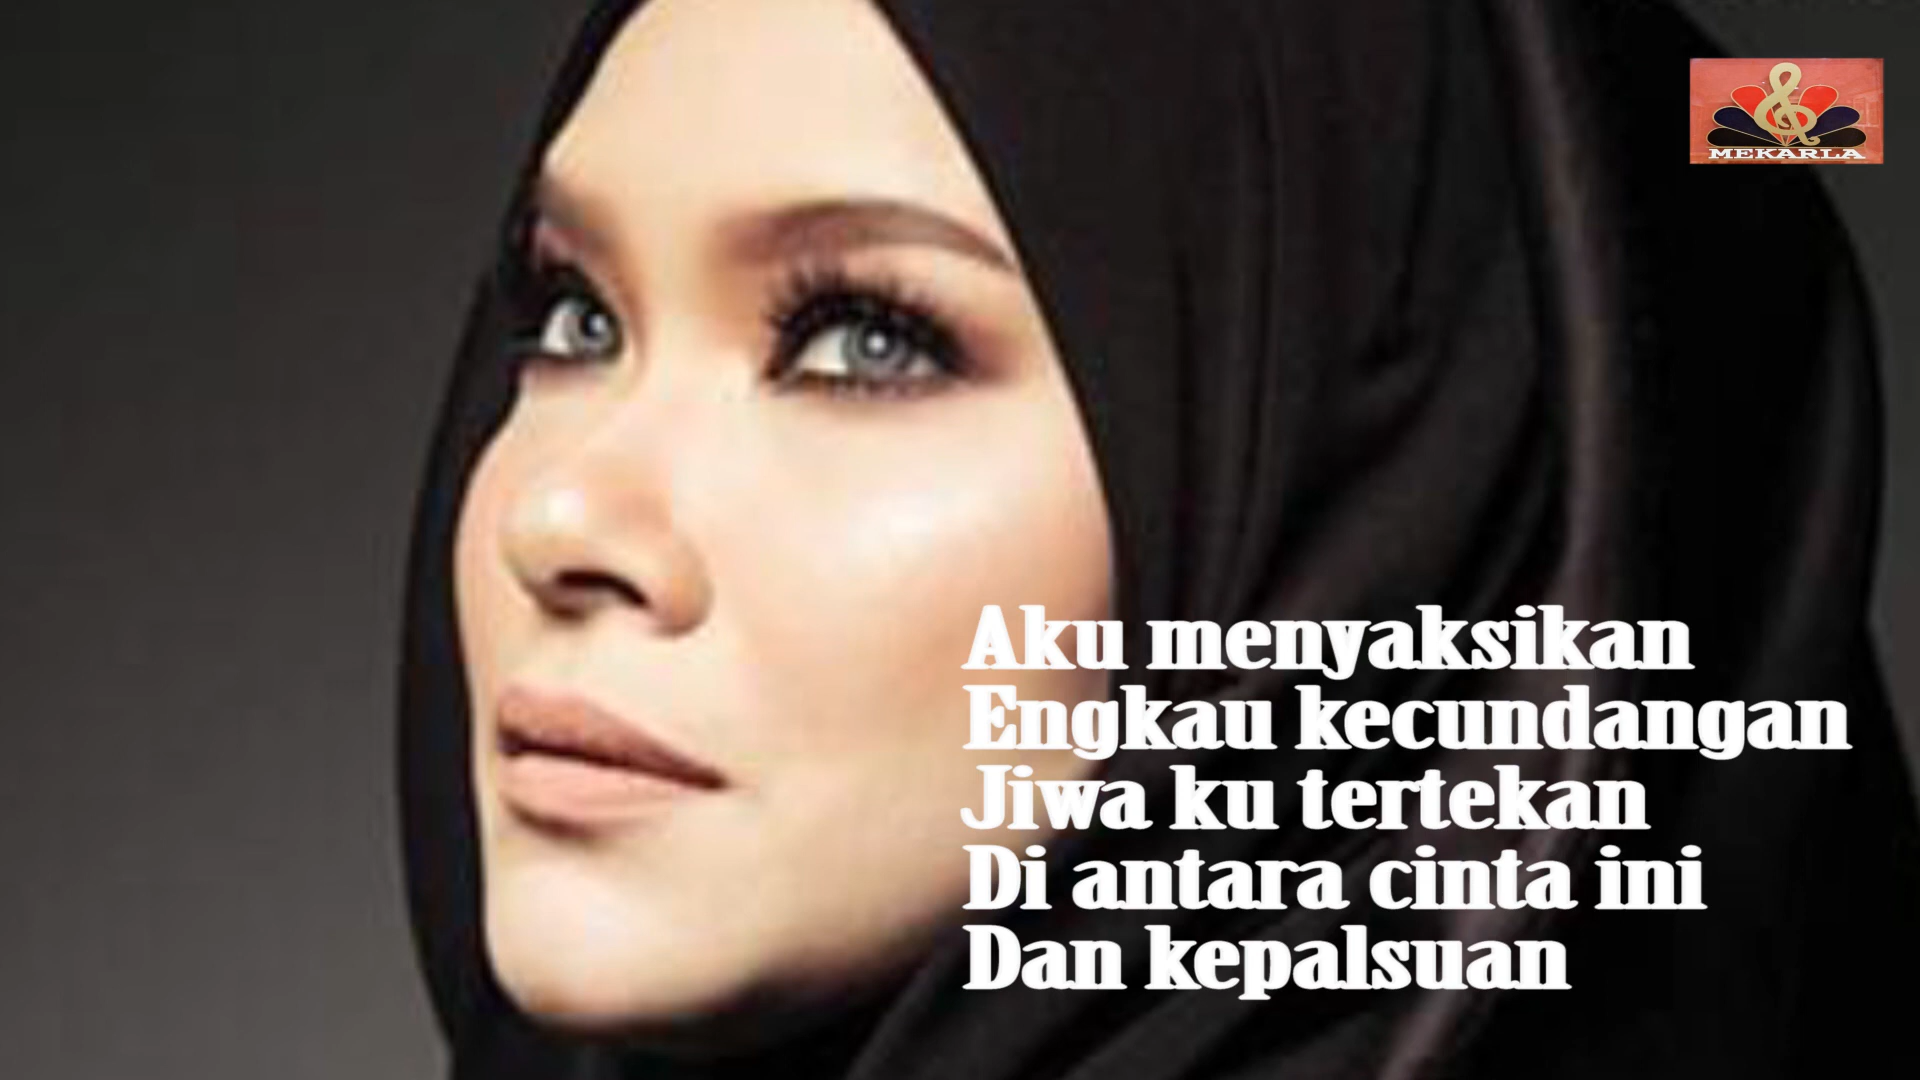 MEKARLA
Aku menyaksikan
Engkau kecundangan
Jiwa ku tertekan
Di antara cinta ini
Dan kepalsuan